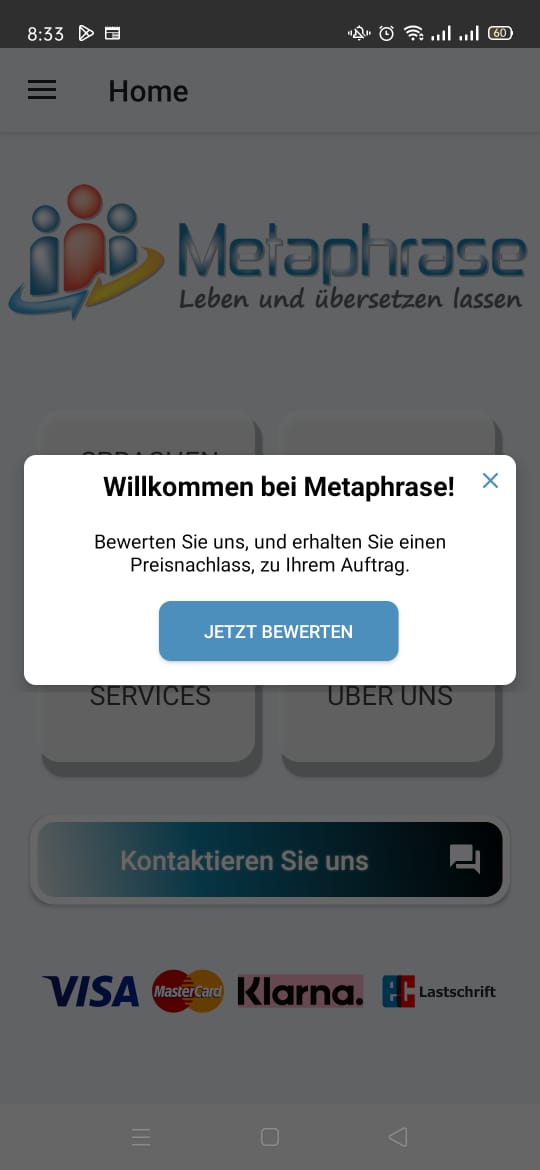 8:33
60
Home
Metaphrase
Leben und übersetzen lassen
Willkommen bei Metaphrase!
Bewerten Sie uns, und erhalten Sie einen
Preisnachlass, zu Ihrem Auftrag.
JETZT BEWERTEN
SERVICES
ÜBER UNS
Kontaktieren Sie uns
VISA MasterCard Klarna. EC Lastschrift